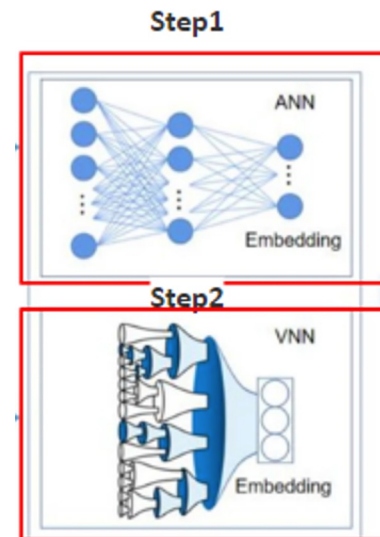 Step1
ANN
Embedding
Step2
VNN
Embedding